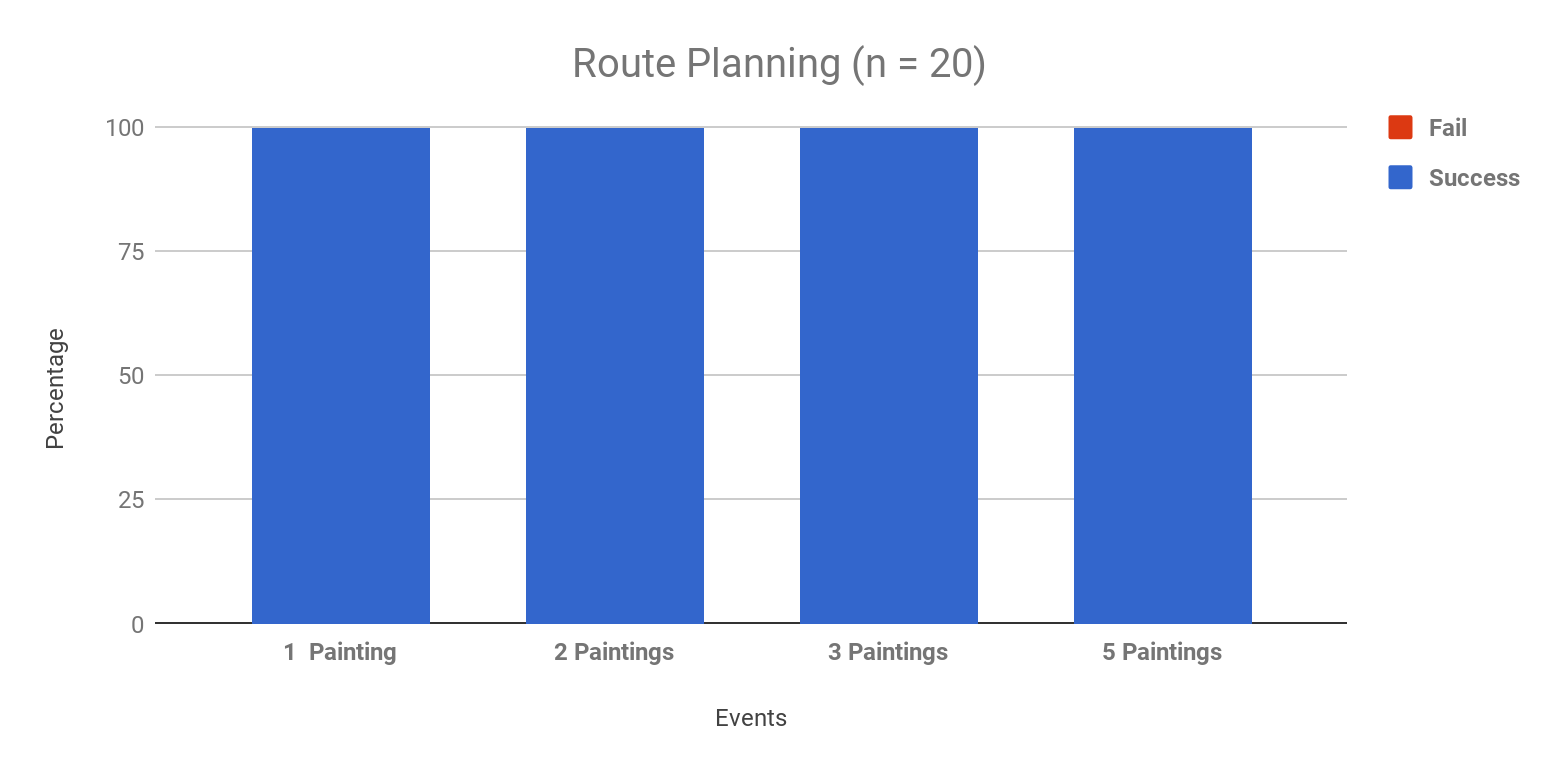 Route Planning (n = 20)
100
75
50
25
0
Percentage
1  Painting
2 Paintings
3 Paintings
5 Paintings
Events
Fail
Success